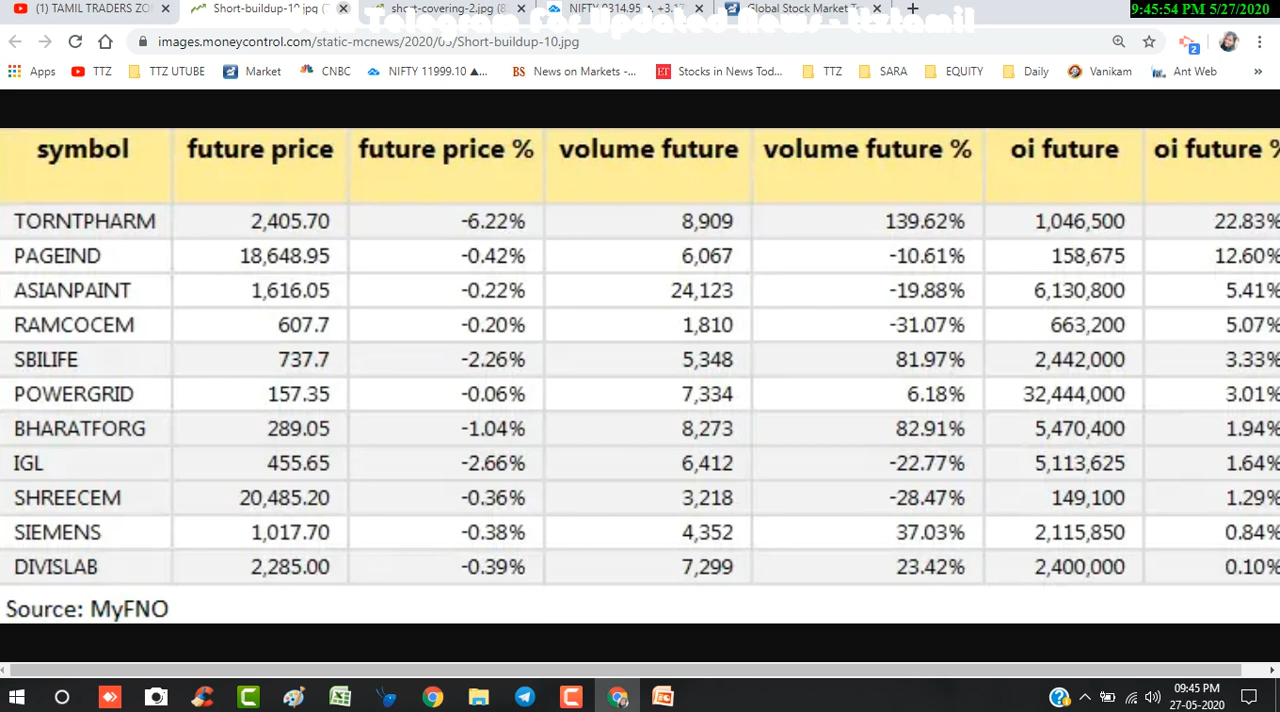 (1) TAMIL TRADERS ZO
Short-buildup-10.jpg (
short-covering-2.jpg (8
NIFTY 9314.95 ▲ +3.17
Global Stock Market T
For Updated News - ttztamil
9:45:54 PM 5/27/2020
images.moneycontrol.com/static-mcnews/2020/05/Short-buildup-10.jpg
2
Apps TTZ TTZ UTUBE Market CNBC NIFTY 11999.10 ▲... BS News on Markets -... ET Stocks in News Tod... TTZ SARA EQUITY Daily Vanikam Ant Web »
symbol future price future price % volume future volume future % oi future oi future %
TORNTPHARM 2,405.70 -6.22% 8,909 139.62% 1,046,500 22.83%
PAGEIND 18,648.95 -0.42% 6,067 -10.61% 158,675 12.60%
ASIANPAINT 1,616.05 -0.22% 24,123 -19.88% 6,130,800 5.41%
RAMCOCEM 607.7 -0.20% 1,810 -31.07% 663,200 5.07%
SBILIFE 737.7 -2.26% 5,348 81.97% 2,442,000 3.33%
POWERGRID 157.35 -0.06% 7,334 6.18% 32,444,000 3.01%
BHARATFORG 289.05 -1.04% 8,273 82.91% 5,470,400 1.94%
IGL 455.65 -2.66% 6,412 -22.77% 5,113,625 1.64%
SHREECEM 20,485.20 -0.36% 3,218 -28.47% 149,100 1.29%
SIEMENS 1,017.70 -0.38% 4,352 37.03% 2,115,850 0.84%
DIVISLAB 2,285.00 -0.39% 7,299 23.42% 2,400,000 0.10%
Source: MyFNO
09:45 PM
27-05-2020